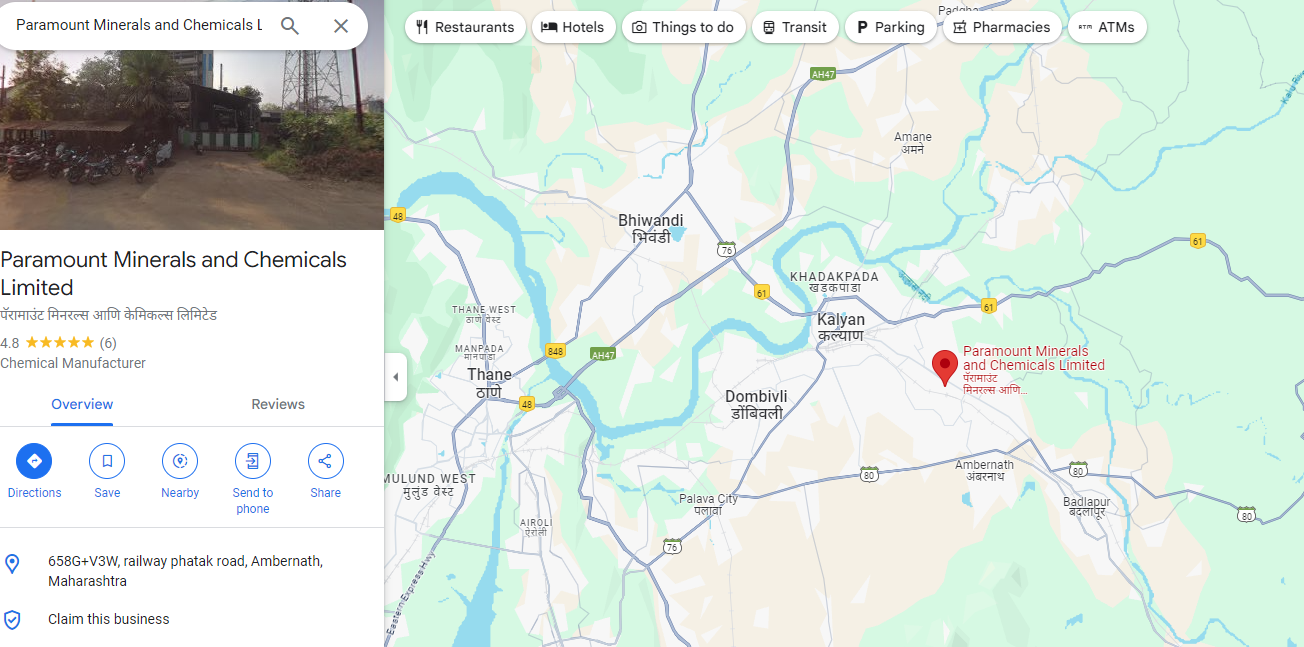 Paramount Minerals and Chemicals L
Restaurants
Hotels
Things to do
Transit
Parking
Pharmacies
ATMs
Paramount Minerals and Chemicals
Limited
पॅरामाउंट मिनरल्स आणि केमिकल्स लिमिटेड
4.8 ★★★★★ (6)
Chemical Manufacturer
Overview
Reviews
Directions
Save
Nearby
Send to
phone
Share
658G+V3W, railway phatak road, Ambernath,
Maharashtra
Claim this business
AH47
Amane
अमने
48
Bhiwandi
भिवंडी
76
61
KHADAKPADA
खडकपाडा
61
61
Kalyan
कल्याण
THANE WEST
ठाणे वेस्ट
MANPADA
मानपाडा
848
AH47
Thane
ठाणे
48
Paramount Minerals
and Chemicals Limited
पॅरामाउंट
मिनरल्स आणि...
Dombivli
डोंबिवली
MULUND WEST
मुलुंड वेस्ट
80
Ambernath
अंबरनाथ
80
Palava City
पलावा
Badlapur
बदलापूर
80
AIROLI
ऐरोली
76
Eastern Express Hwy